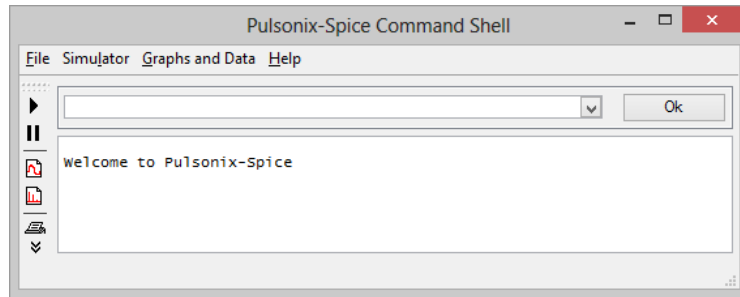 Pulsonix-Spice Command Shell
File Simulator Graphs and Data Help
Ok
Welcome to Pulsonix-Spice